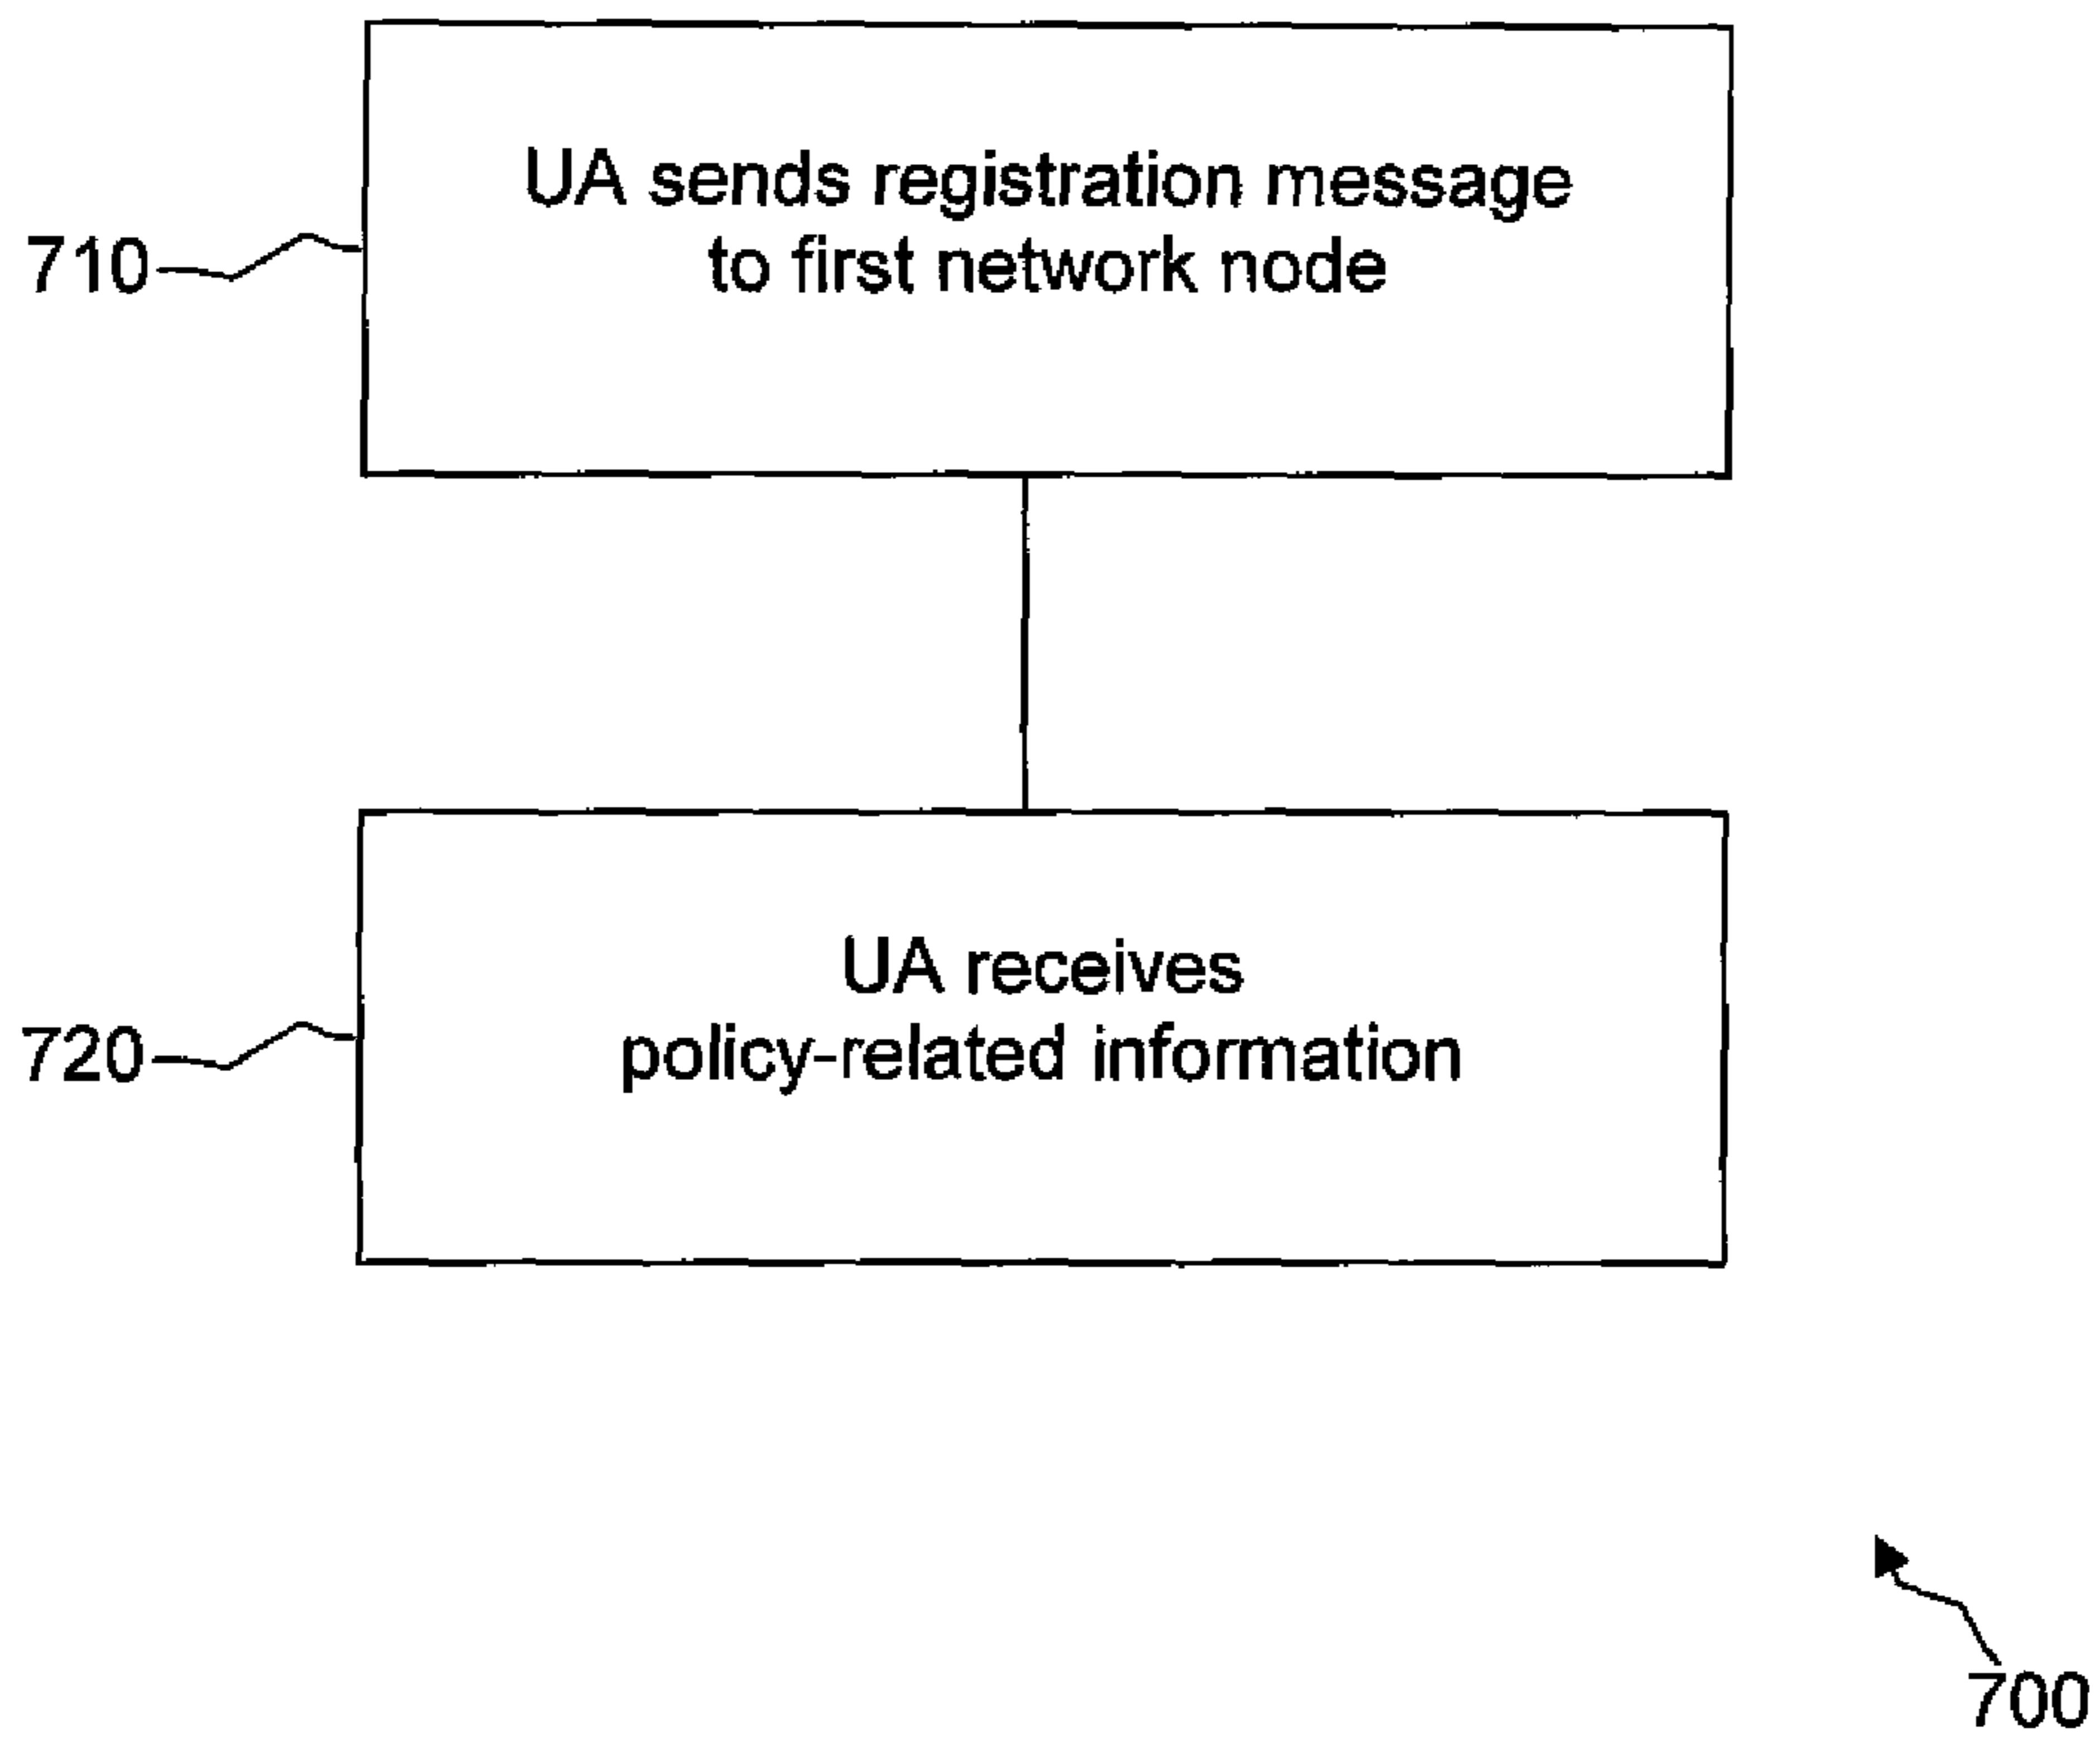 UA sends registration message
to first network node
710
UA receives
policy-related information
720
700